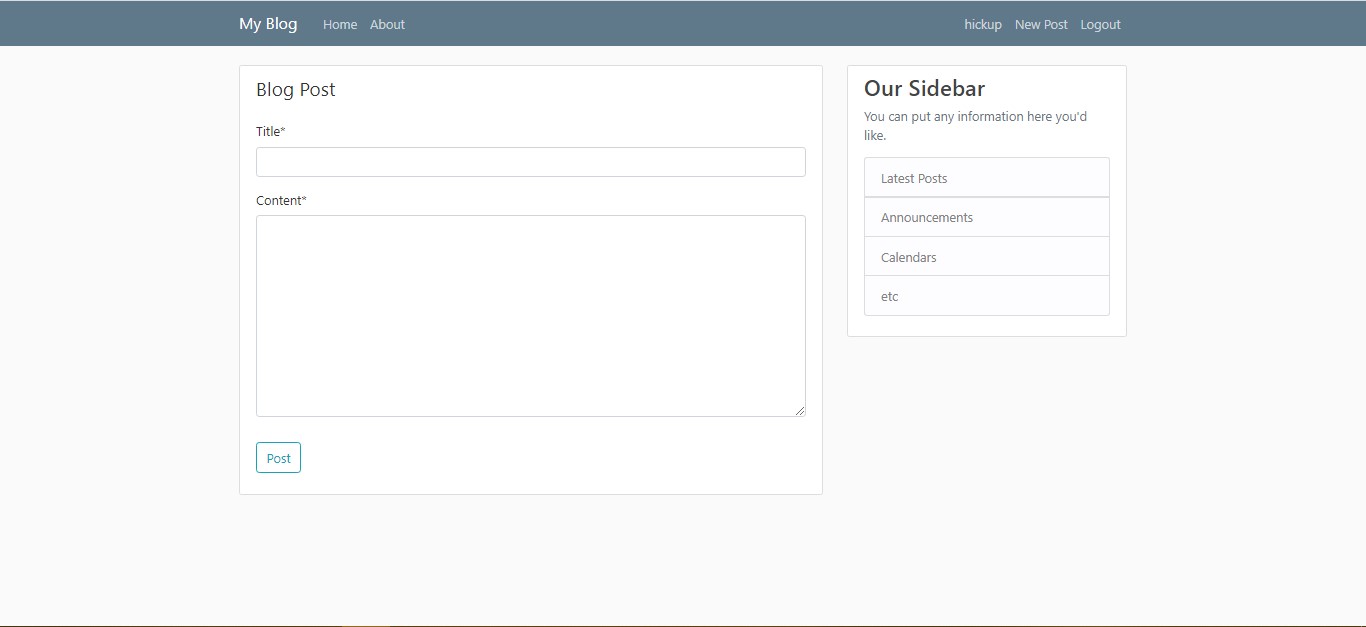 My Blog Home About hickup New Post Logout
Blog Post
Title*
Content*
Post
Our Sidebar
You can put any information here you'd
like.
Latest Posts
Announcements
Calendars
etc